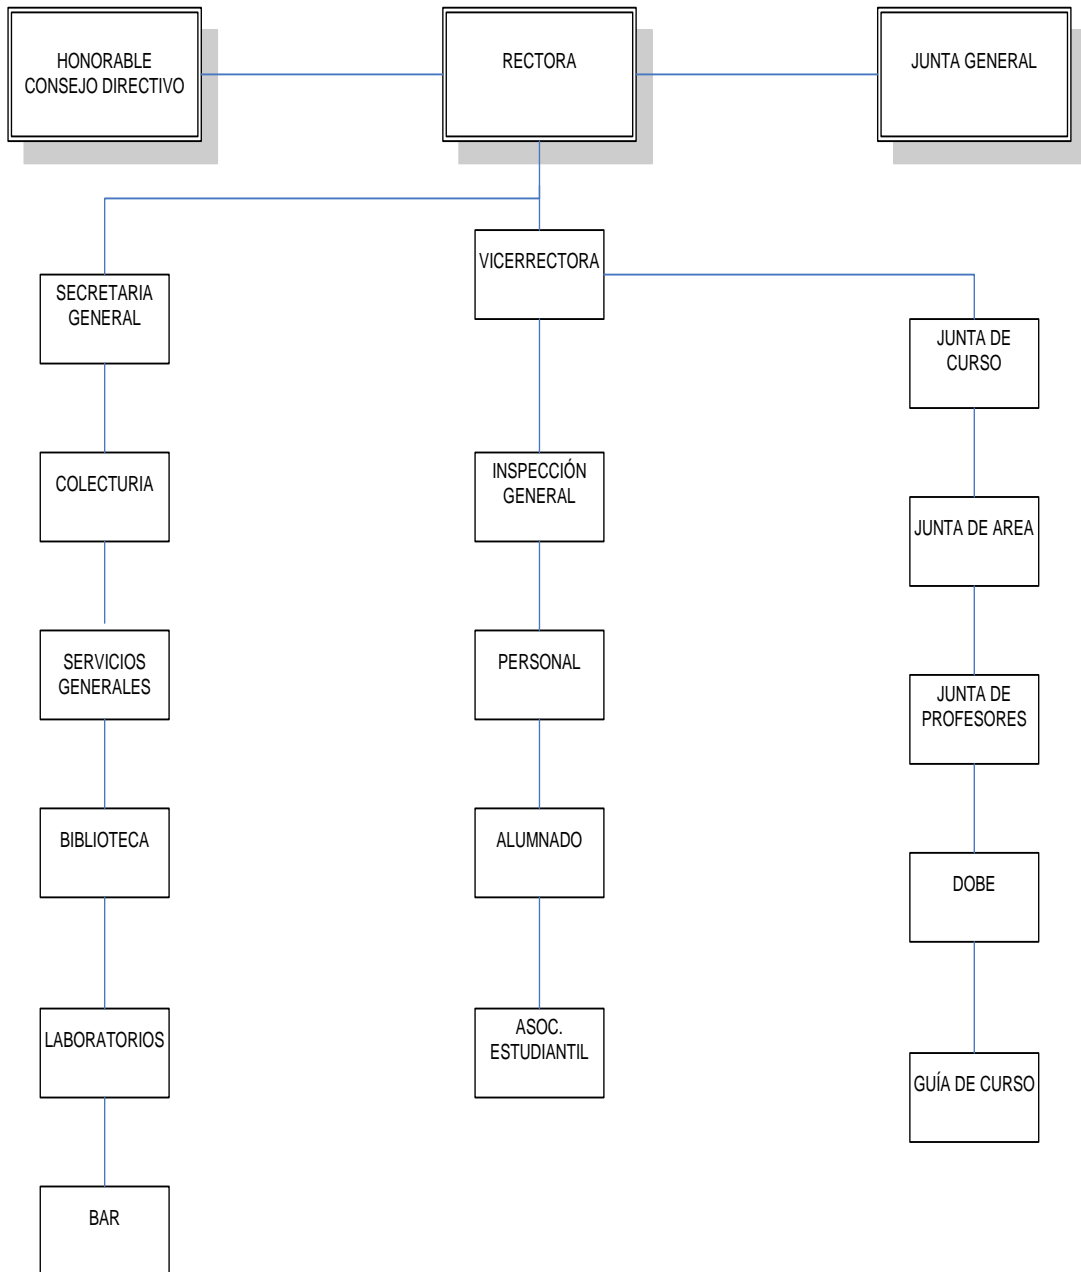 HONORABLE
CONSEJO DIRECTIVO
RECTORA
JUNTA GENERAL
VICERRECTORA
SECRETARIA
GENERAL
JUNTA DE
CURSO
COLECTURIA
INSPECCIÓN
GENERAL
JUNTA DE AREA
SERVICIOS
GENERALES
PERSONAL
JUNTA DE
PROFESORES
BIBLIOTECA
ALUMNADO
DOBE
LABORATORIOS
ASOC.
ESTUDIANTIL
GUÍA DE CURSO
BAR